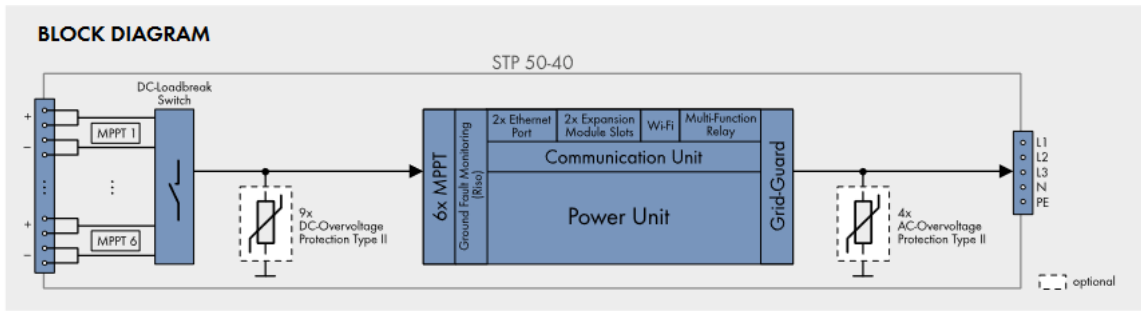 BLOCK DIAGRAM
STP 50-40
DC-Loadbreak
Switch
+
MPPT 1
−
+
MPPT 6
−
9x
DC-Overvoltage
Protection Type II
6x MPPT
Ground Fault Monitoring
(Riso)
2x Ethernet
Port
2x Expansion
Module Slots
Wi-Fi
Multi-Function
Relay
Communication Unit
Power Unit
Grid-Guard
4x
AC-Overvoltage
Protection Type II
L1
L2
L3
N
PE
optional